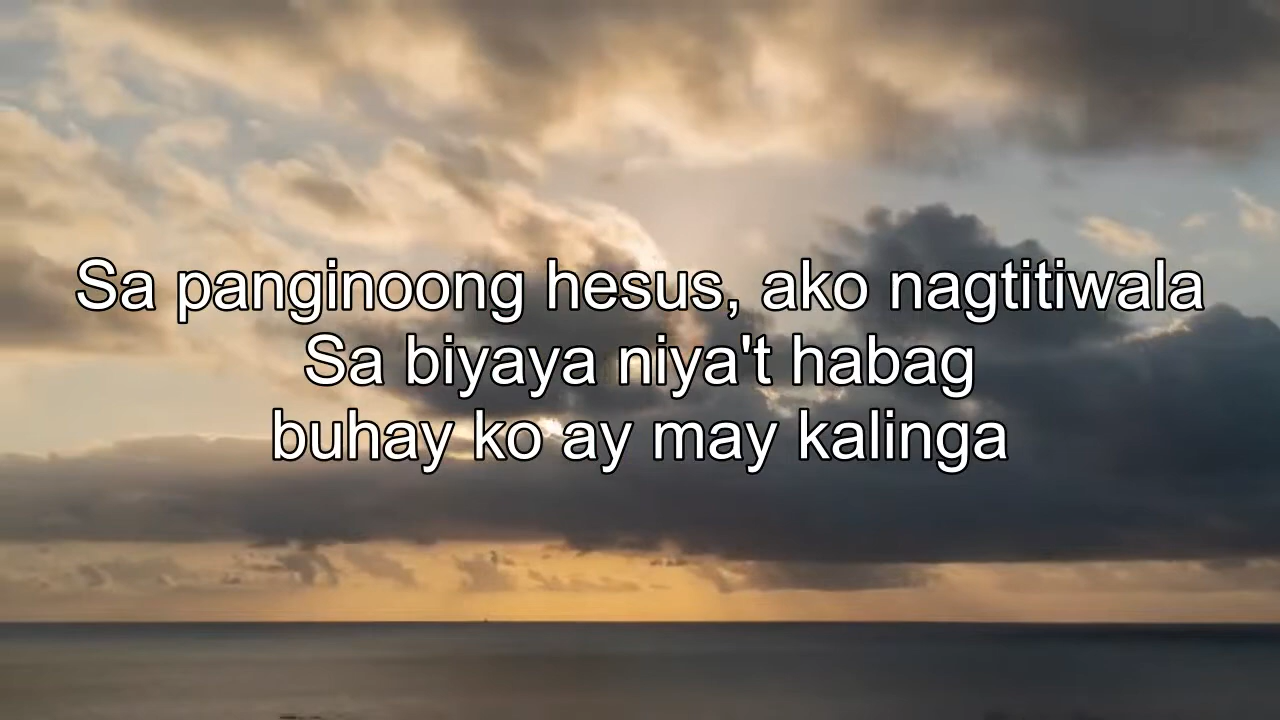 Sa panginoong hesus, ako nagtitiwala
Sa biyaya niya't habag
buhay ko ay may kalinga